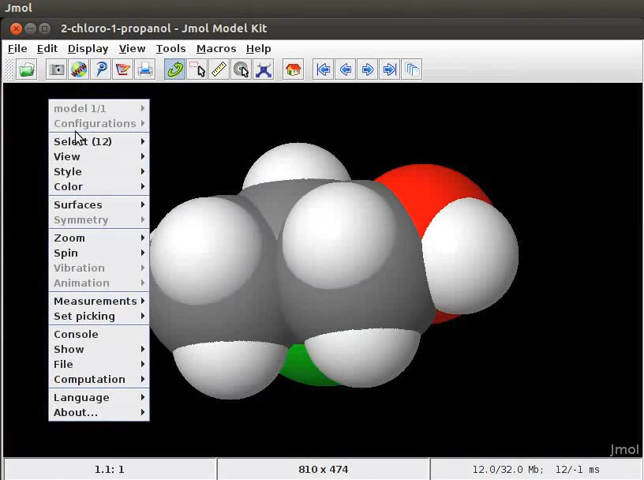 Jmol
2-chloro-1-propanol - Jmol Model Kit
File Edit Display View Tools Macros Help
model 1/1
Configurations
Select (12)
View
Style
Color
Surfaces
Symmetry
Zoom
Spin
Vibration
Animation
Measurements
Set picking
Console
Show
File
Computation
Language
About...
Jmol
1.1: 1 810 x 474 12.0/32.0 Mb; 12/-1 ms